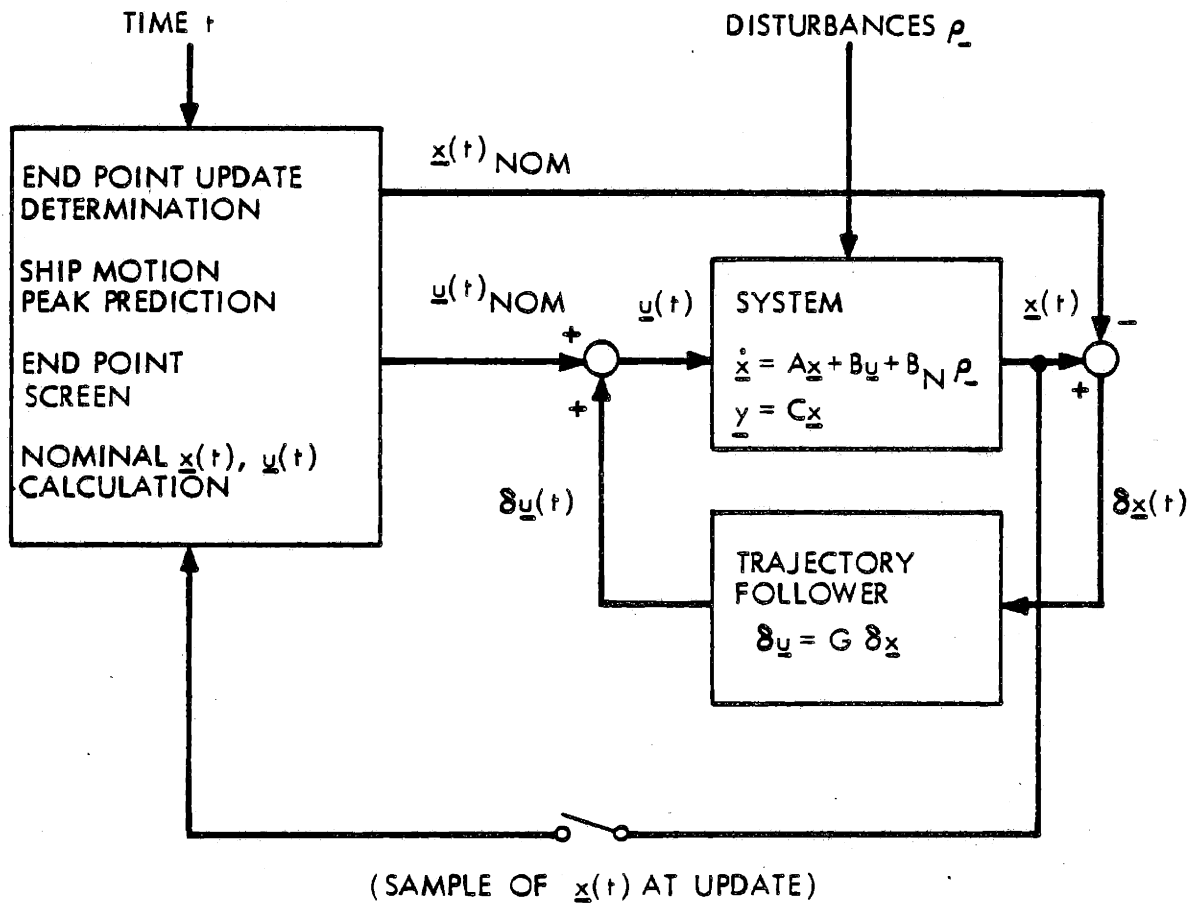 TIME t
DISTURBANCES ρ
END POINT UPDATE
DETERMINATION
SHIP MOTION
PEAK PREDICTION
END POINT
SCREEN
NOMINAL x(t), u(t)
CALCULATION
x(t) NOM
u(t) NOM
+
+
u(t)
SYSTEM
ẋ = Ax + Bu + B_N ρ
y = Cx
x(t)
−
+
δu(t)
δx(t)
TRAJECTORY
FOLLOWER
δu = G δx
(SAMPLE OF x(t) AT UPDATE)